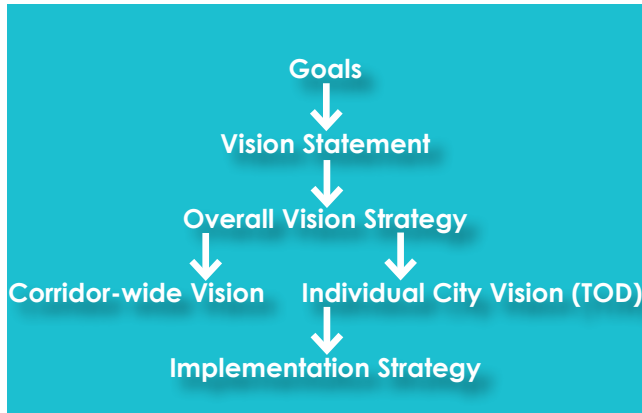 Goals
Vision Statement
Overall Vision Strategy
Corridor-wide Vision
Individual City Vision (TOD)
Implementation Strategy